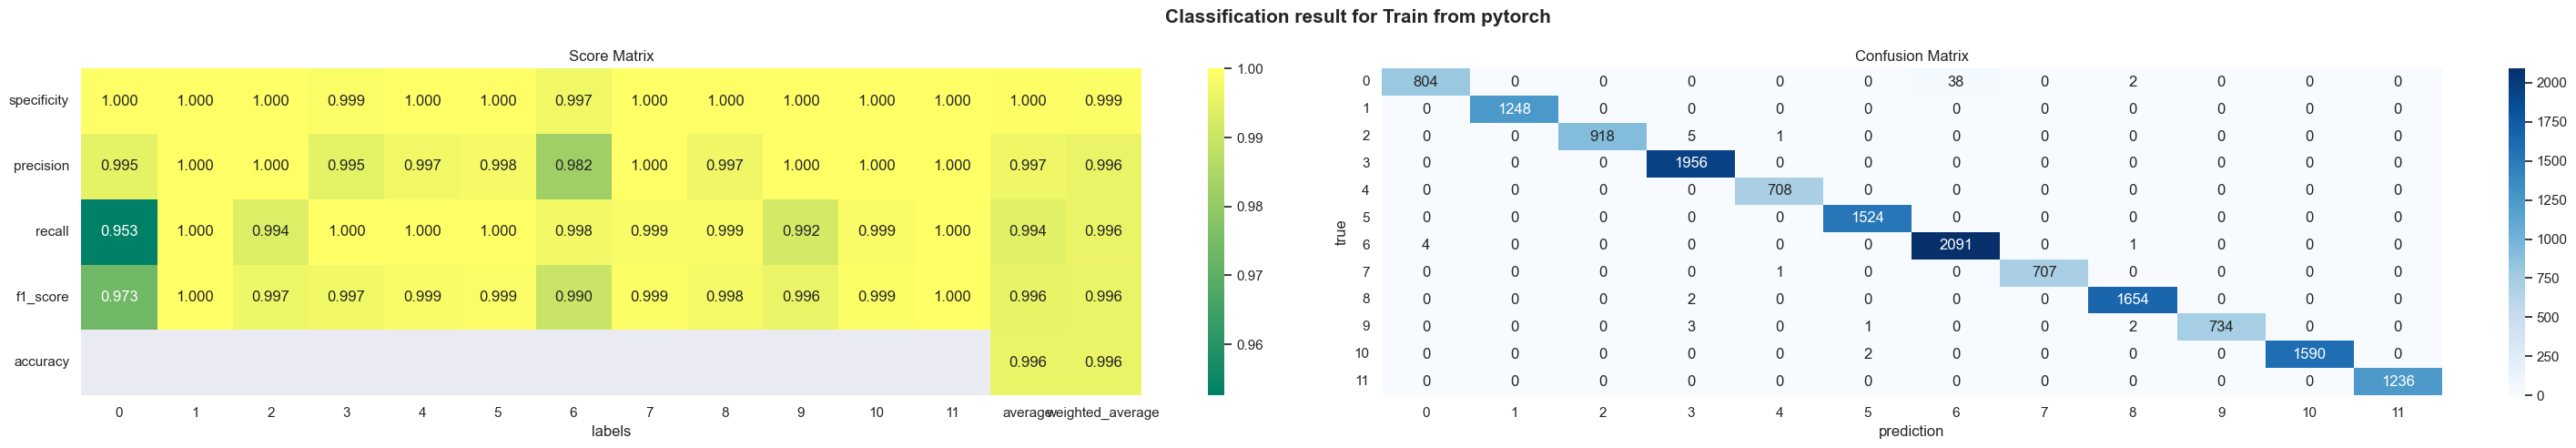 Classification result for Train from pytorch
Score Matrix
specificity 1.000 1.000 1.000 0.999 1.000 1.000 0.997 1.000 1.000 1.000 1.000 1.000 1.000 0.999
precision 0.995 1.000 1.000 0.995 0.997 0.998 0.982 1.000 0.997 1.000 1.000 1.000 0.997 0.996
recall 0.953 1.000 0.994 1.000 1.000 1.000 0.998 0.999 0.999 0.992 0.999 1.000 0.994 0.996
f1_score 0.973 1.000 0.997 0.997 0.999 0.999 0.990 0.999 0.998 0.996 0.999 1.000 0.996 0.996
accuracy 0.996 0.996
0 1 2 3 4 5 6 7 8 9 10 11 average weighted_average
labels
1.00
0.99
0.98
0.97
0.96
Confusion Matrix
true
0 804 0 0 0 0 0 38 0 2 0 0 0
1 0 1248 0 0 0 0 0 0 0 0 0 0
2 0 0 918 5 1 0 0 0 0 0 0 0
3 0 0 0 1956 0 0 0 0 0 0 0 0
4 0 0 0 0 708 0 0 0 0 0 0 0
5 0 0 0 0 0 1524 0 0 0 0 0 0
6 4 0 0 0 0 0 2091 0 1 0 0 0
7 0 0 0 0 1 0 0 707 0 0 0 0
8 0 0 0 2 0 0 0 0 1654 0 0 0
9 0 0 0 3 0 1 0 0 2 734 0 0
10 0 0 0 0 0 2 0 0 0 0 1590 0
11 0 0 0 0 0 0 0 0 0 0 0 1236
0 1 2 3 4 5 6 7 8 9 10 11
prediction
2000
1750
1500
1250
1000
750
500
250
0